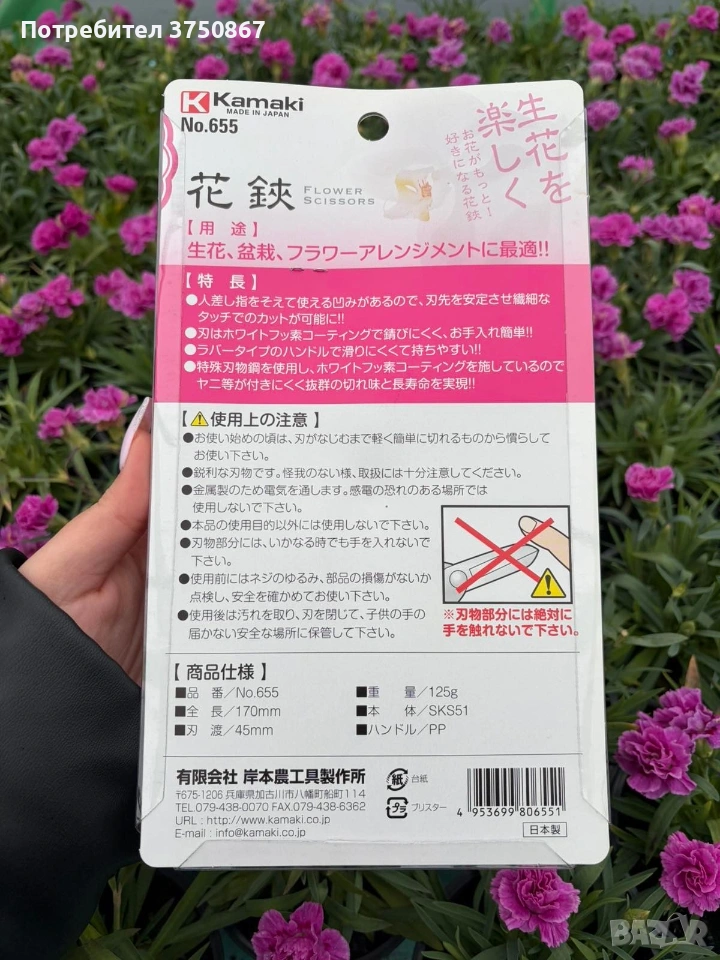 Потребител 3750867
Kamaki
MADE IN JAPAN
No.655
生花を
楽しく
お花がもっと!
好きになる花鋏
花鋏 FLOWER
SCISSORS
【用途】
生花、盆栽、フラワーアレンジメントに最適!!
【特長】
●人差し指をそえて使える凹みがあるので、刃先を安定させ繊細な
タッチでのカットが可能に!!
●刃はホワイトフッ素コーティングで錆びにくく、お手入れ簡単!!
●ラバータイプのハンドルで滑りにくくて持ちやすい!!
●特殊刃物鋼を使用し、ホワイトフッ素コーティングを施しているので
ヤニ等が付きにくく抜群の切れ味と長寿命を実現!!
【⚠使用上の注意】
●お使い始めの頃は、刃がなじむまで軽く簡単に切れるものから慣らして
お使い下さい。
●鋭利な刃物です。怪我のない様、取扱には十分注意してください。
●金属製のため電気を通します。感電の恐れのある場所では
使用しないで下さい。
●本品の使用目的以外には使用しないで下さい。
●刃物部分には、いかなる時でも手を入れないで
下さい。
●使用前にはネジのゆるみ、部品の損傷がないか
点検し、安全を確かめてお使い下さい。
●使用後は汚れを取り、刃を閉じて、子供の手の
届かない安全な場所に保管して下さい。
※刃物部分には絶対に
手を触れないで下さい。
【商品仕様】
■品番/No.655 ■重量/125g
■全長/170mm ■本体/SKS51
■刃渡/45mm ■ハンドル/PP
有限会社 岸本農工具製作所
〒675-1206 兵庫県加古川市八幡町船町114
TEL.079-438-0070 FAX.079-438-6362
URL : http://www.kamaki.co.jp
E-mail : info@kamaki.co.jp
紙 台紙
プラ ブリスター
4 953699 806551
日本製
BAZAR